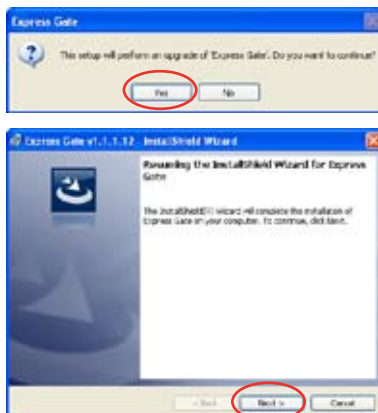 Express Gate
This setup will perform an upgrade of 'Express Gate'. Do you want to continue?
Yes
No
Express Gate v1.1.1.12 - InstallShield Wizard
Resuming the InstallShield Wizard for Express
Gate
The InstallShield(R) Wizard will complete the installation of
Express Gate on your computer. To continue, click Next.
< Back
Next >
Cancel